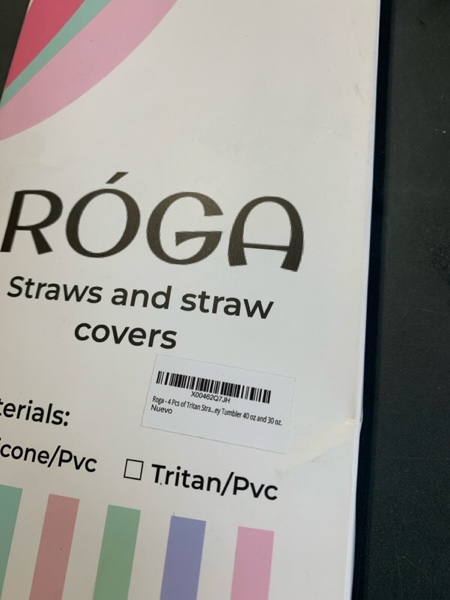 RÓGA
Straws and straw
covers
X00462Q7JH
Roga - 4 Pcs of Tritan Stra...ey Tumbler 40 oz and 30 oz.
Nuevo
terials:
cone/Pvc
Tritan/Pvc